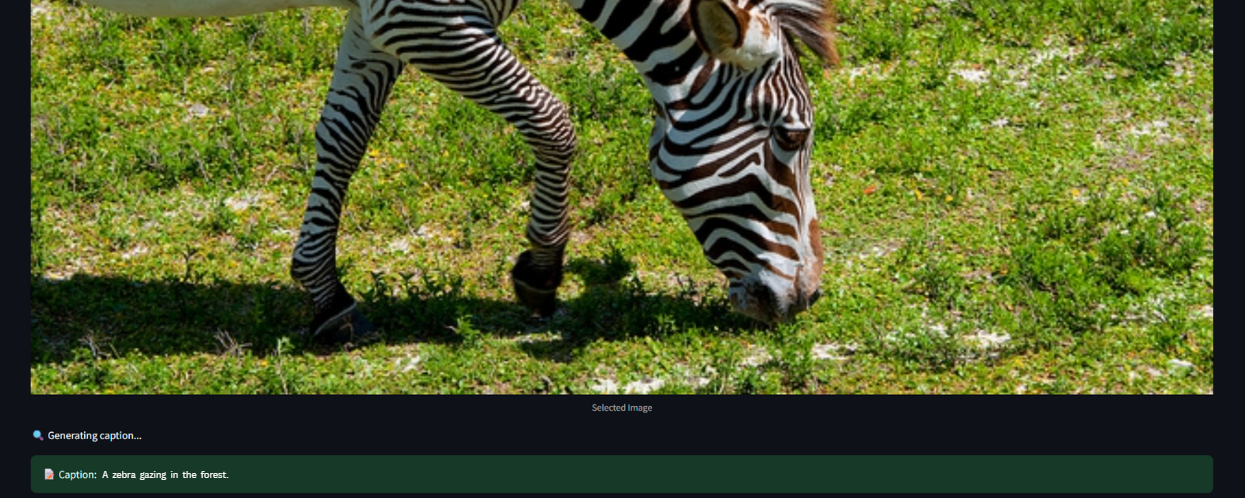 Selected Image
Generating caption...
Caption: A zebra gazing in the forest.